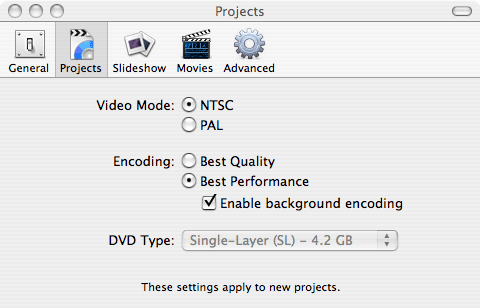 Projects
General Projects Slideshow Movies Advanced
Video Mode: NTSC
PAL
Encoding: Best Quality
Best Performance
Enable background encoding
DVD Type: Single-Layer (SL) – 4.2 GB
These settings apply to new projects.